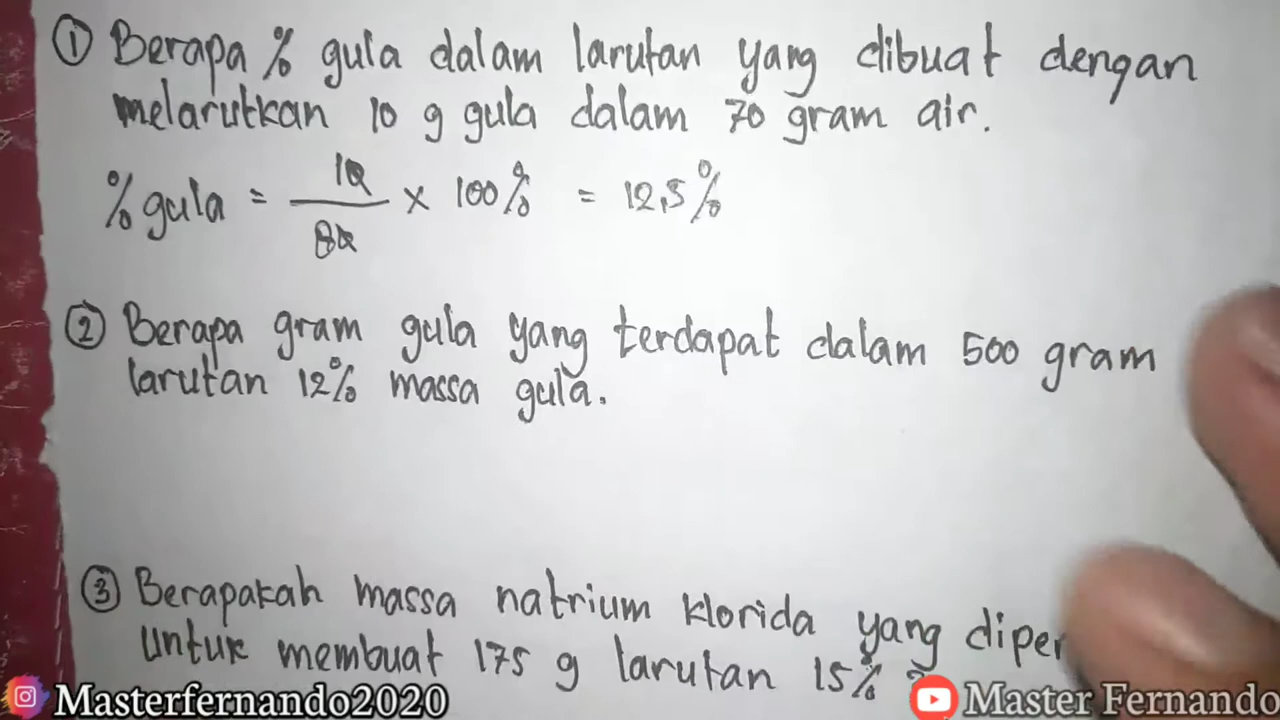 ① Berapa % gula dalam larutan yang dibuat dengan
melarutkan 10 g gula dalam 70 gram air.
% gula = 10/80 × 100% = 12,5%
② Berapa gram gula yang terdapat dalam 500 gram
larutan 12% massa gula.
③ Berapakah massa natrium klorida yang diper
untuk membuat 175 g larutan 15% ?
Masterfernando2020
Master Fernando